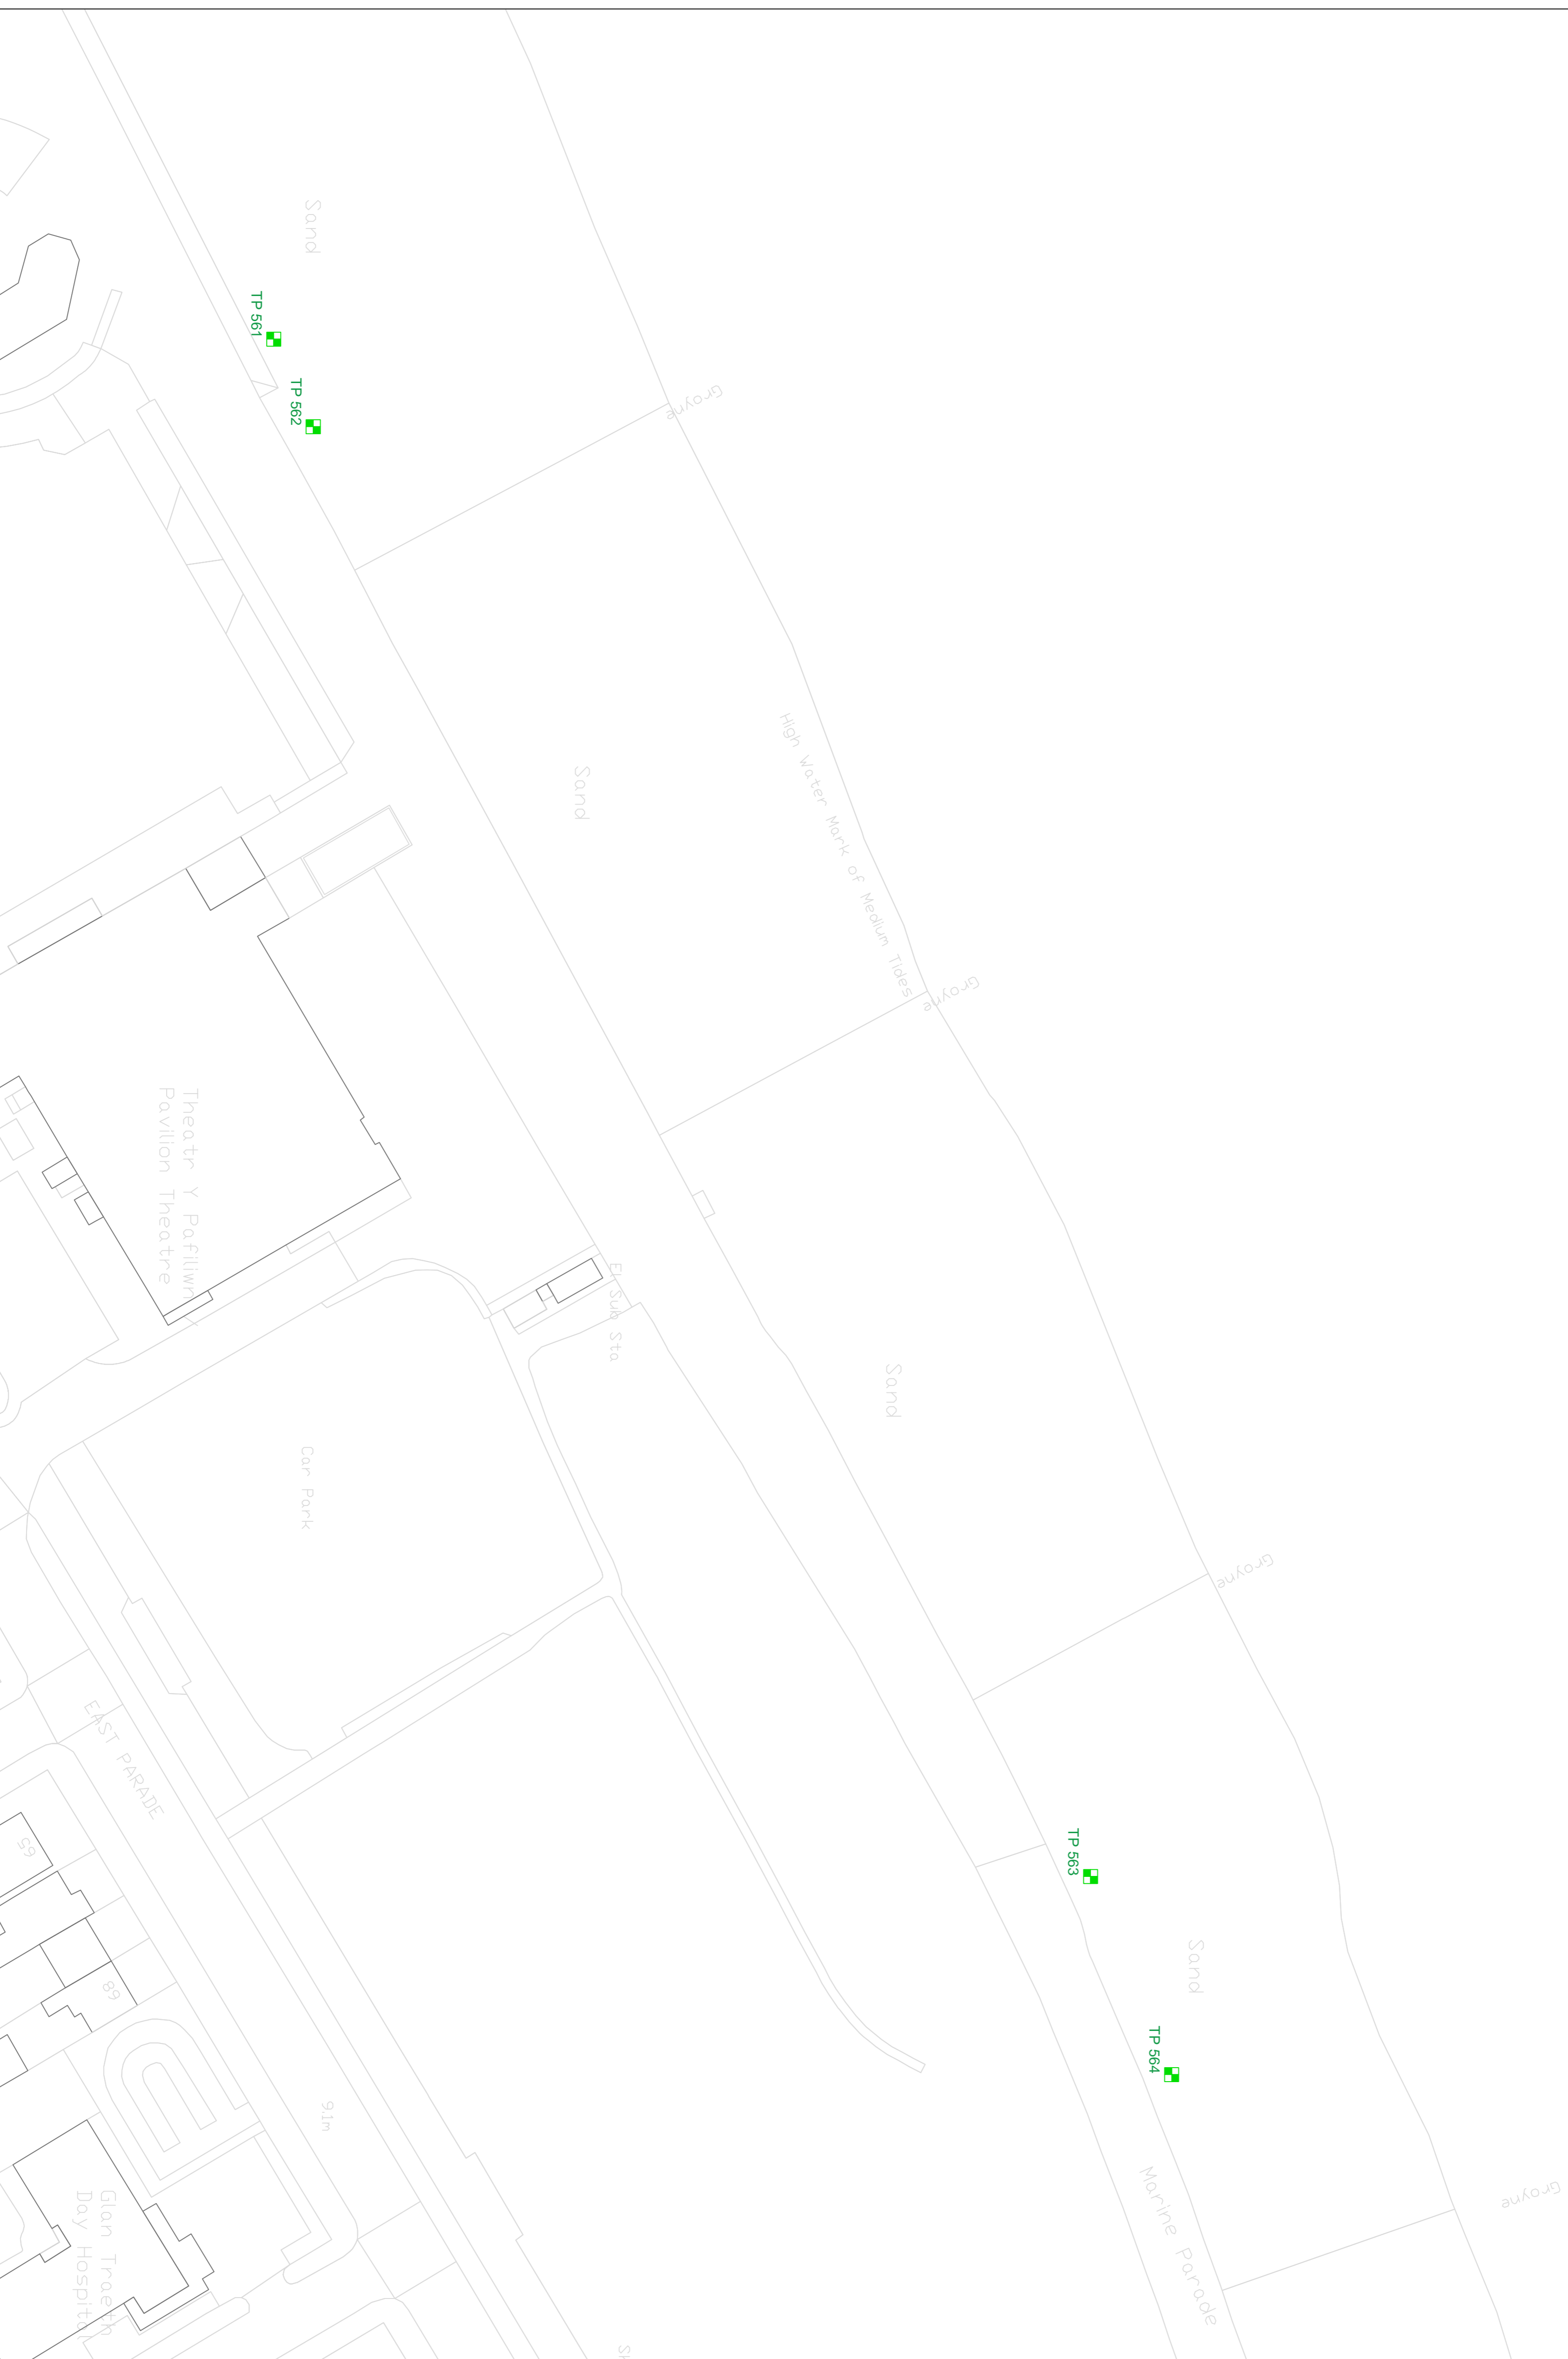 Sand
TP 561
TP 562
Groyne
Sand
High Water Mark of Medium Tides
Groyne
Theatr Y Pafiliwn/
Pavilion Theatre
El Sub Sta
Sand
Car Park
Groyne
EAST PARADE
65
TP 563
Sand
68
TP 564
9.1m
Marine Parade
Groyne
Glan Traeth
Day Hospital